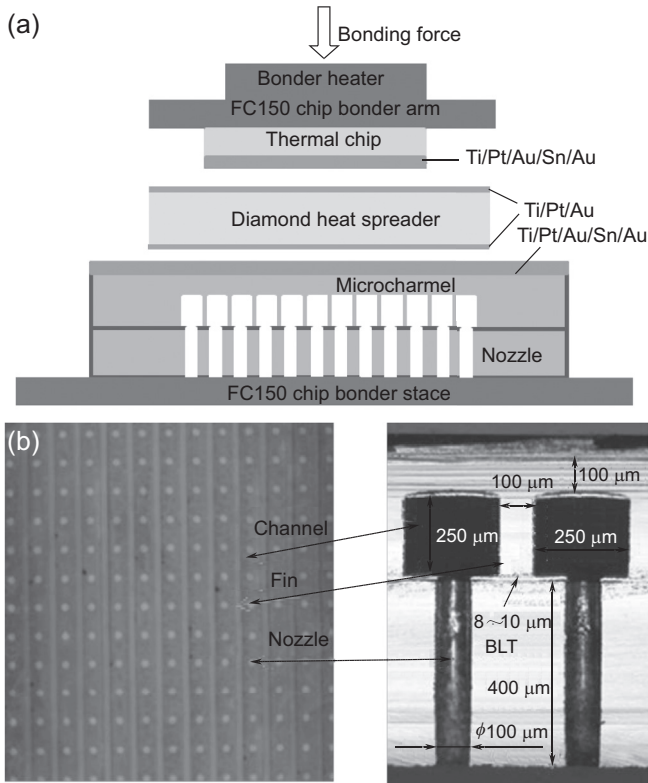 (a)
Bonding force
Bonder heater
FC150 chip bonder arm
Thermal chip
Ti/Pt/Au/Sn/Au
Diamond heat spreader
Ti/Pt/Au
Ti/Pt/Au/Sn/Au
Microcharmel
Nozzle
FC150 chip bonder stace
(b)
Channel
Fin
Nozzle
100 μm
100 μm
250 μm
250 μm
8~10 μm
BLT
400 μm
ϕ100 μm